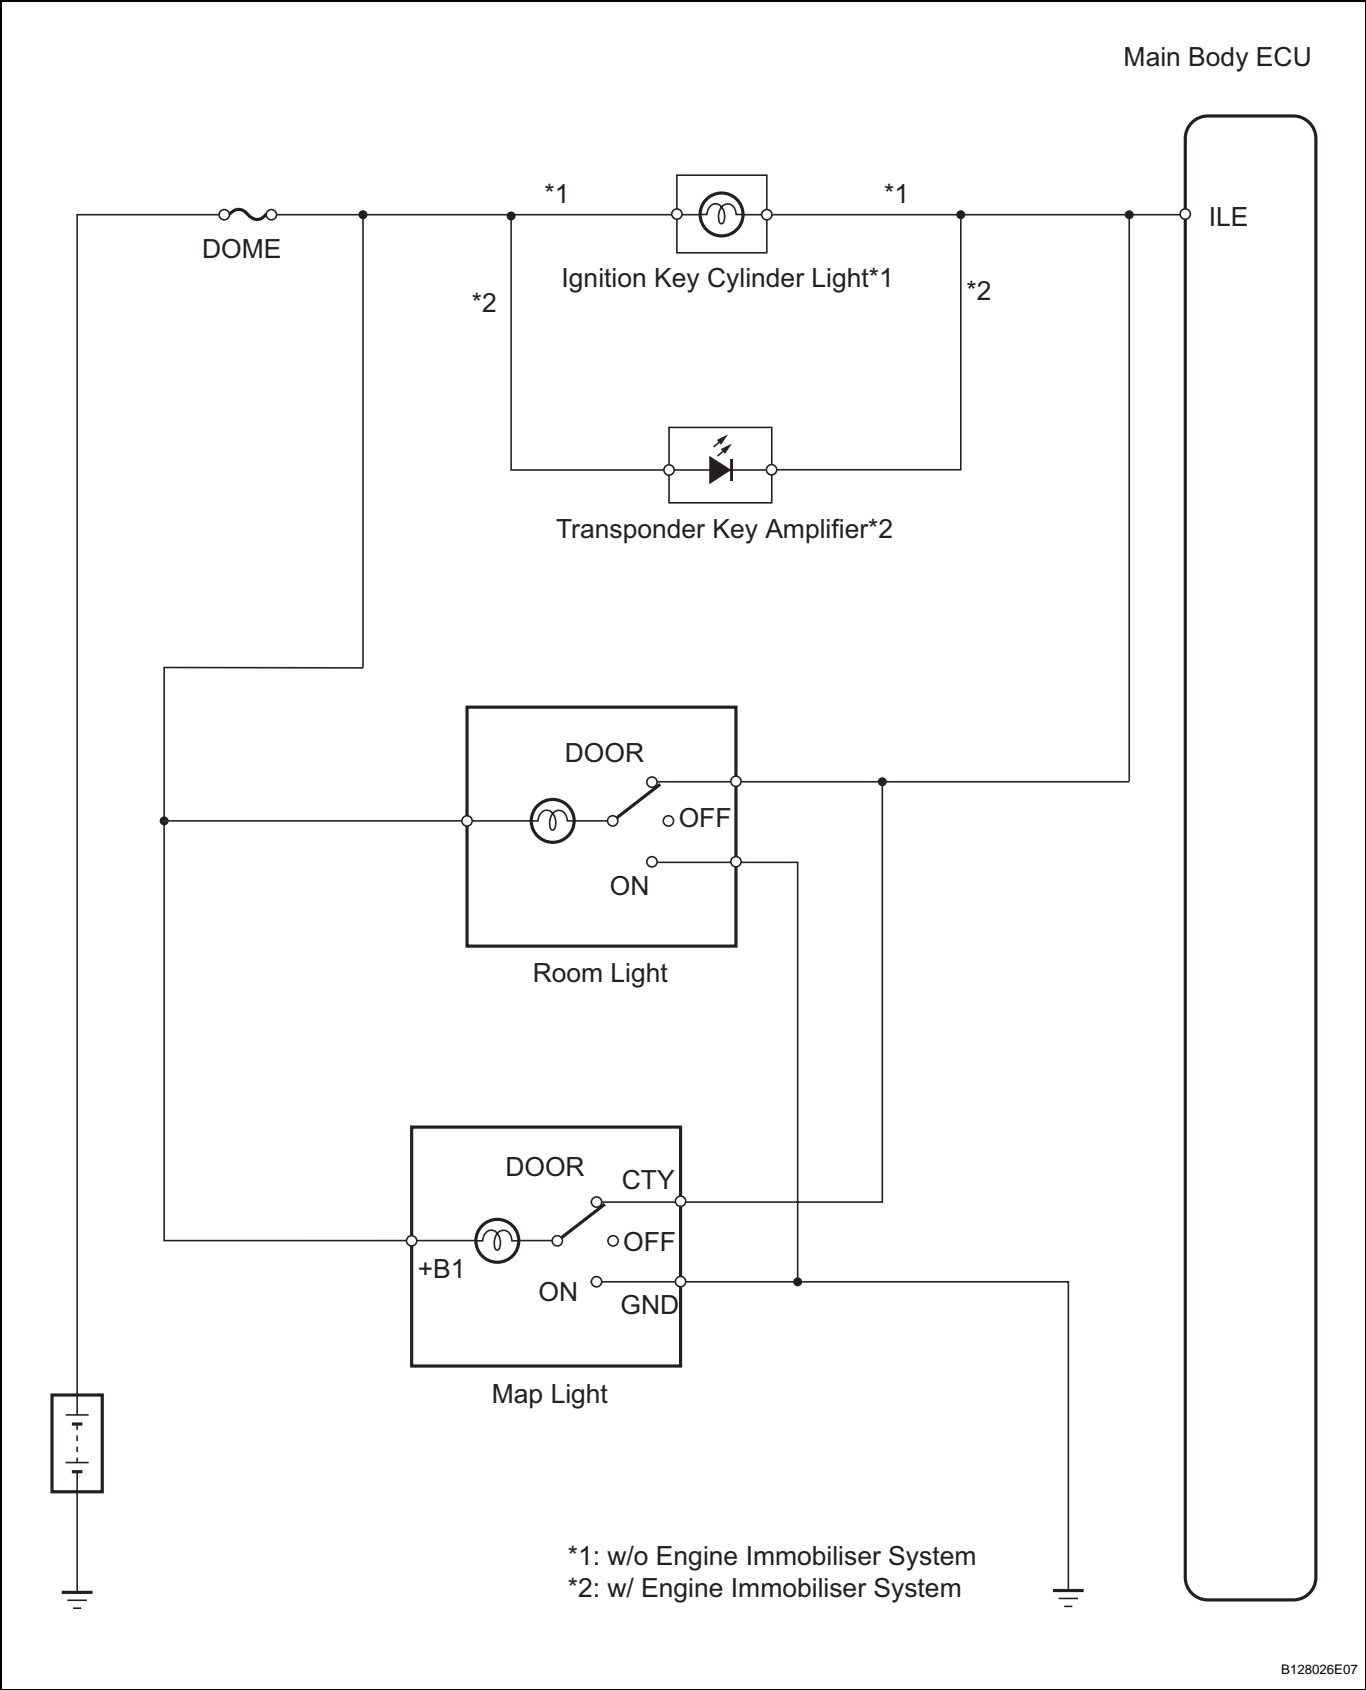 Main Body ECU
*1
*1
ILE
DOME
Ignition Key Cylinder Light*1
*2
*2
Transponder Key Amplifier*2
DOOR
OFF
ON
Room Light
DOOR
CTY
OFF
+B1
ON
GND
Map Light
*1: w/o Engine Immobiliser System
*2: w/ Engine Immobiliser System
B128026E07